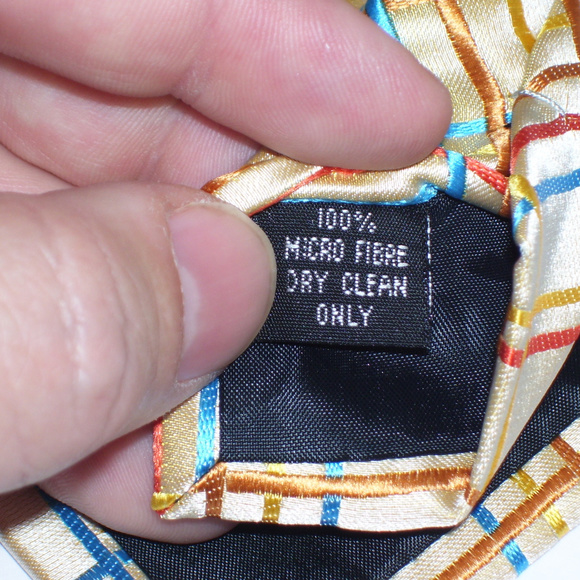 100%
MICRO FIBRE
DRY CLEAN
ONLY